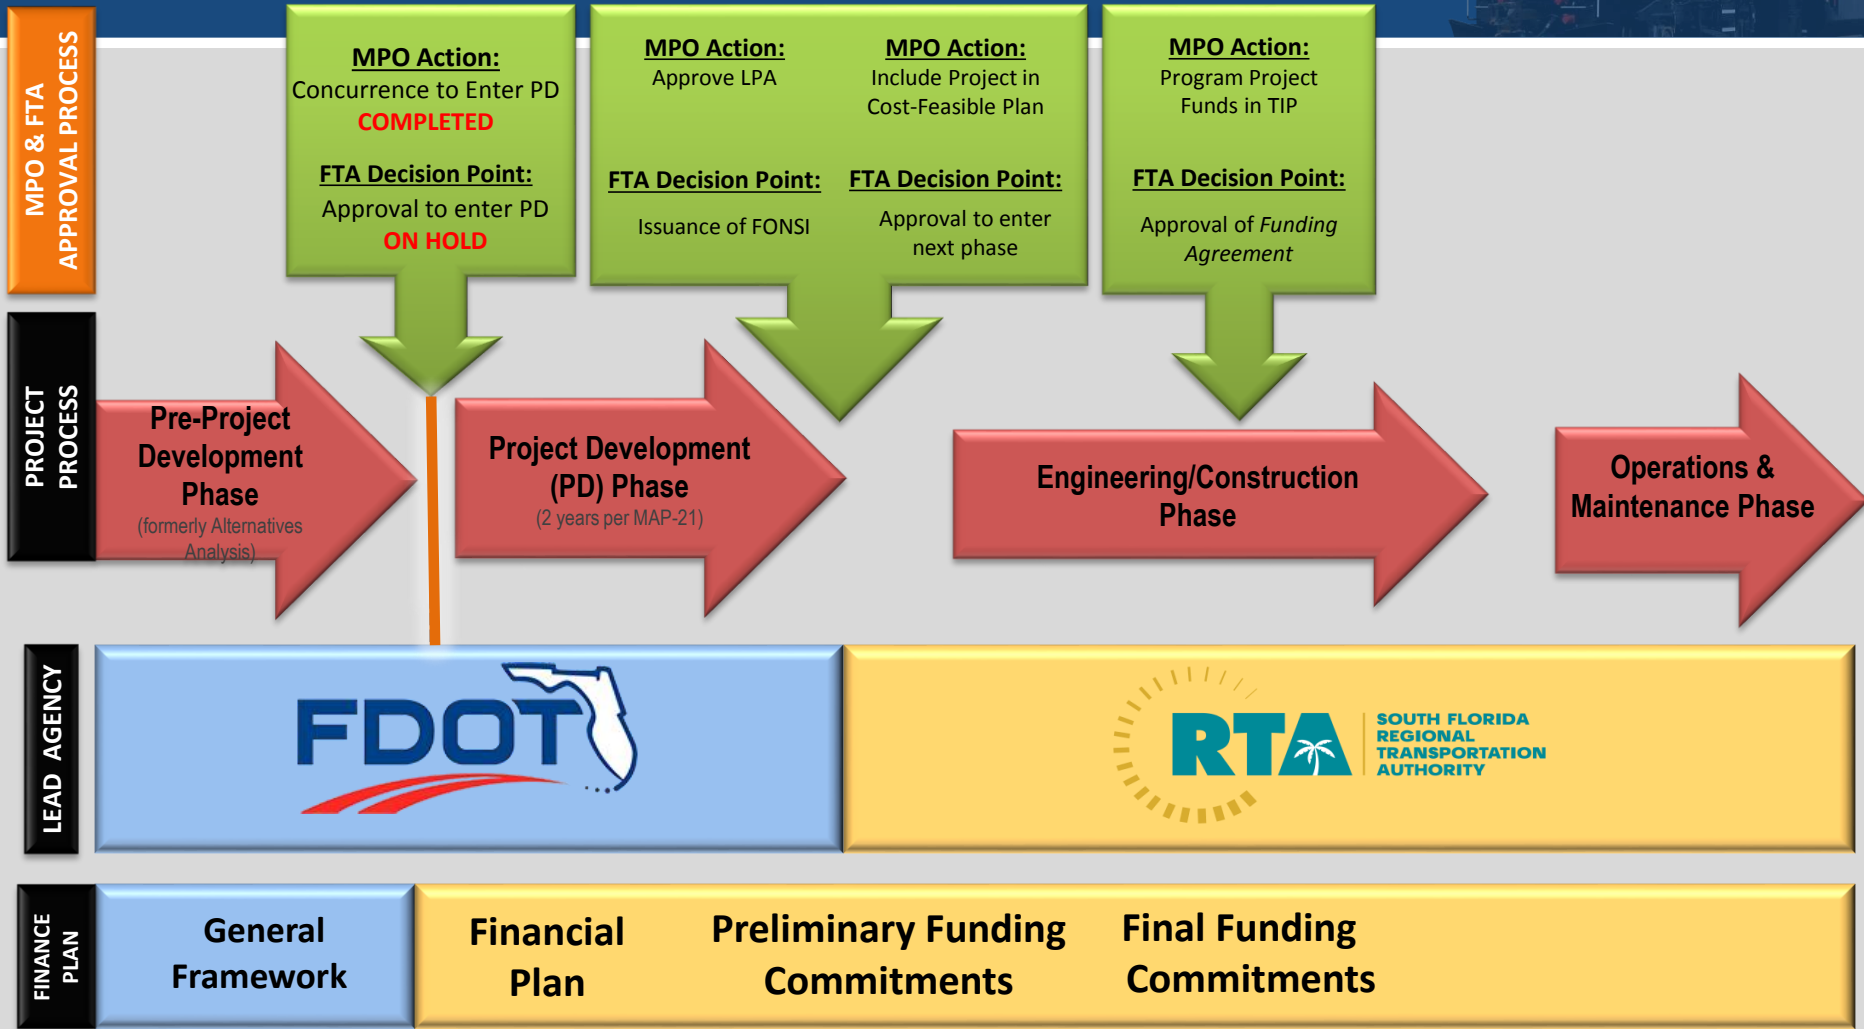 MPO & FTA
APPROVAL PROCESS
MPO Action:
Concurrence to Enter PD
COMPLETED
FTA Decision Point:
Approval to enter PD
ON HOLD
MPO Action:
Approve LPA
FTA Decision Point:
Issuance of FONSI
MPO Action:
Include Project in
Cost-Feasible Plan
FTA Decision Point:
Approval to enter
next phase
MPO Action:
Program Project
Funds in TIP
FTA Decision Point:
Approval of Funding
Agreement
PROJECT
PROCESS
Pre-Project
Development
Phase
(formerly Alternatives
Analysis)
Project Development
(PD) Phase
(2 years per MAP-21)
Engineering/Construction
Phase
Operations &
Maintenance Phase
LEAD AGENCY
FDOT
RTA
SOUTH FLORIDA
REGIONAL
TRANSPORTATION
AUTHORITY
FINANCE
PLAN
General
Framework
Financial
Plan
Preliminary Funding
Commitments
Final Funding
Commitments